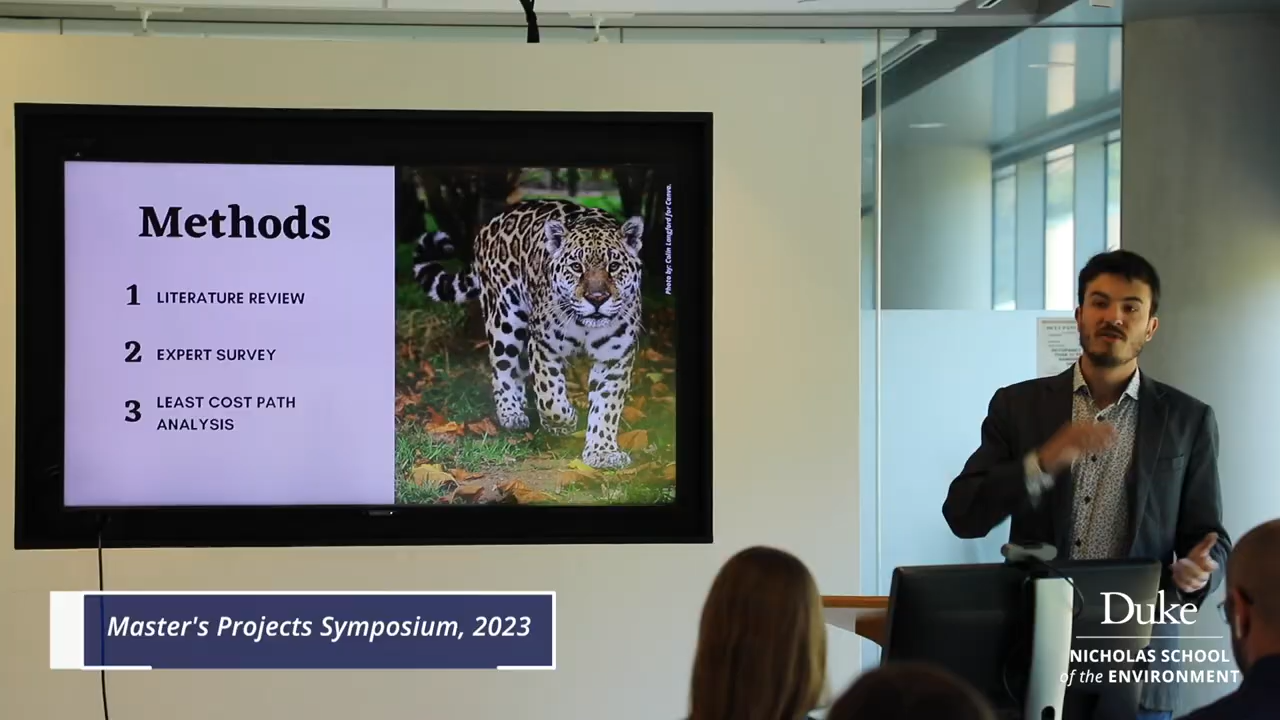 Methods
1 LITERATURE REVIEW
2 EXPERT SURVEY
3 LEAST COST PATH
ANALYSIS
Photo by: Colin Langford for Canva.
Master's Projects Symposium, 2023
Duke
NICHOLAS SCHOOL
of the ENVIRONMENT